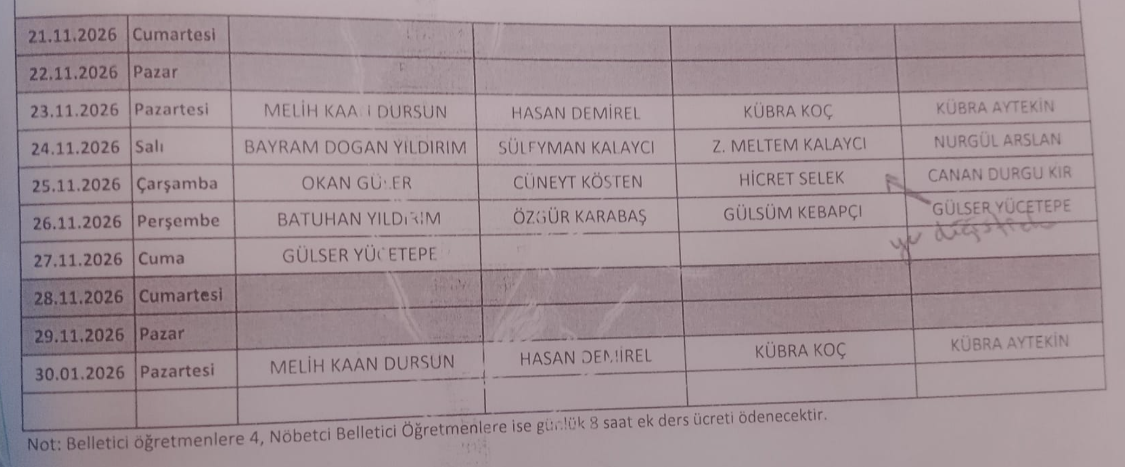 21.11.2026 Cumartesi
22.11.2026 Pazar
23.11.2026 Pazartesi MELİH KAAN DURSUN HASAN DEMİREL KÜBRA KOÇ KÜBRA AYTEKİN
24.11.2026 Salı BAYRAM DOGAN YILDIRIM SÜLEYMAN KALAYCI Z. MELTEM KALAYCI NURGÜL ARSLAN
25.11.2026 Çarşamba OKAN GÜLER CÜNEYT KÖSTEN HİCRET SELEK CANAN DURGU KIR
26.11.2026 Perşembe BATUHAN YILDIRIM ÖZGÜR KARABAŞ GÜLSÜM KEBAPÇI GÜLSER YÜCETEPE
yer
27.11.2026 Cuma GÜLSER YÜCETEPE
28.11.2026 Cumartesi
29.11.2026 Pazar
30.01.2026 Pazartesi MELİH KAAN DURSUN HASAN DEMİREL KÜBRA KOÇ KÜBRA AYTEKİN
Not: Belletici öğretmenlere 4, Nöbetci Belletici Öğretmenlere ise günlük 8 saat ek ders ücreti ödenecektir.